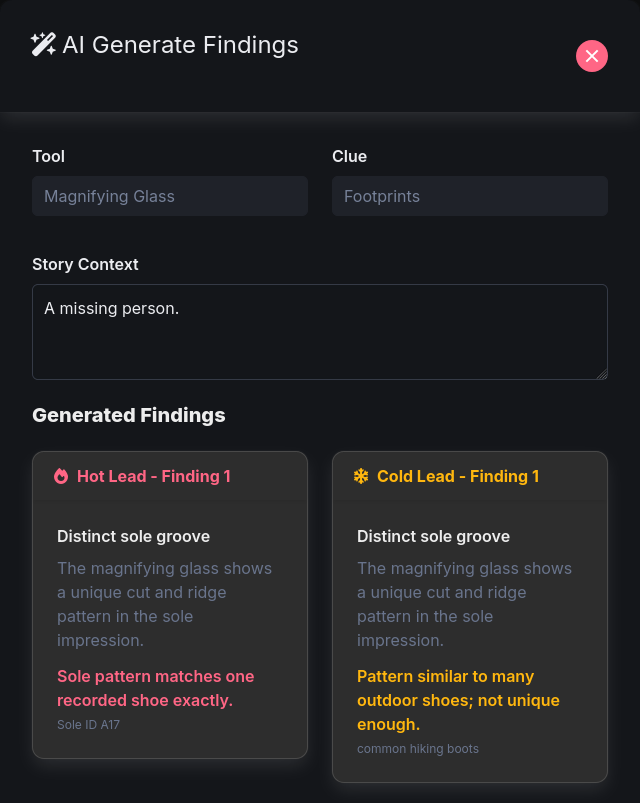 AI Generate Findings
Tool
Clue
Magnifying Glass
Footprints
Story Context
A missing person.
Generated Findings
Hot Lead - Finding 1
Distinct sole groove
The magnifying glass shows
a unique cut and ridge
pattern in the sole
impression.
Sole pattern matches one
recorded shoe exactly.
Sole ID A17
Cold Lead - Finding 1
Distinct sole groove
The magnifying glass shows
a unique cut and ridge
pattern in the sole
impression.
Pattern similar to many
outdoor shoes; not unique
enough.
common hiking boots